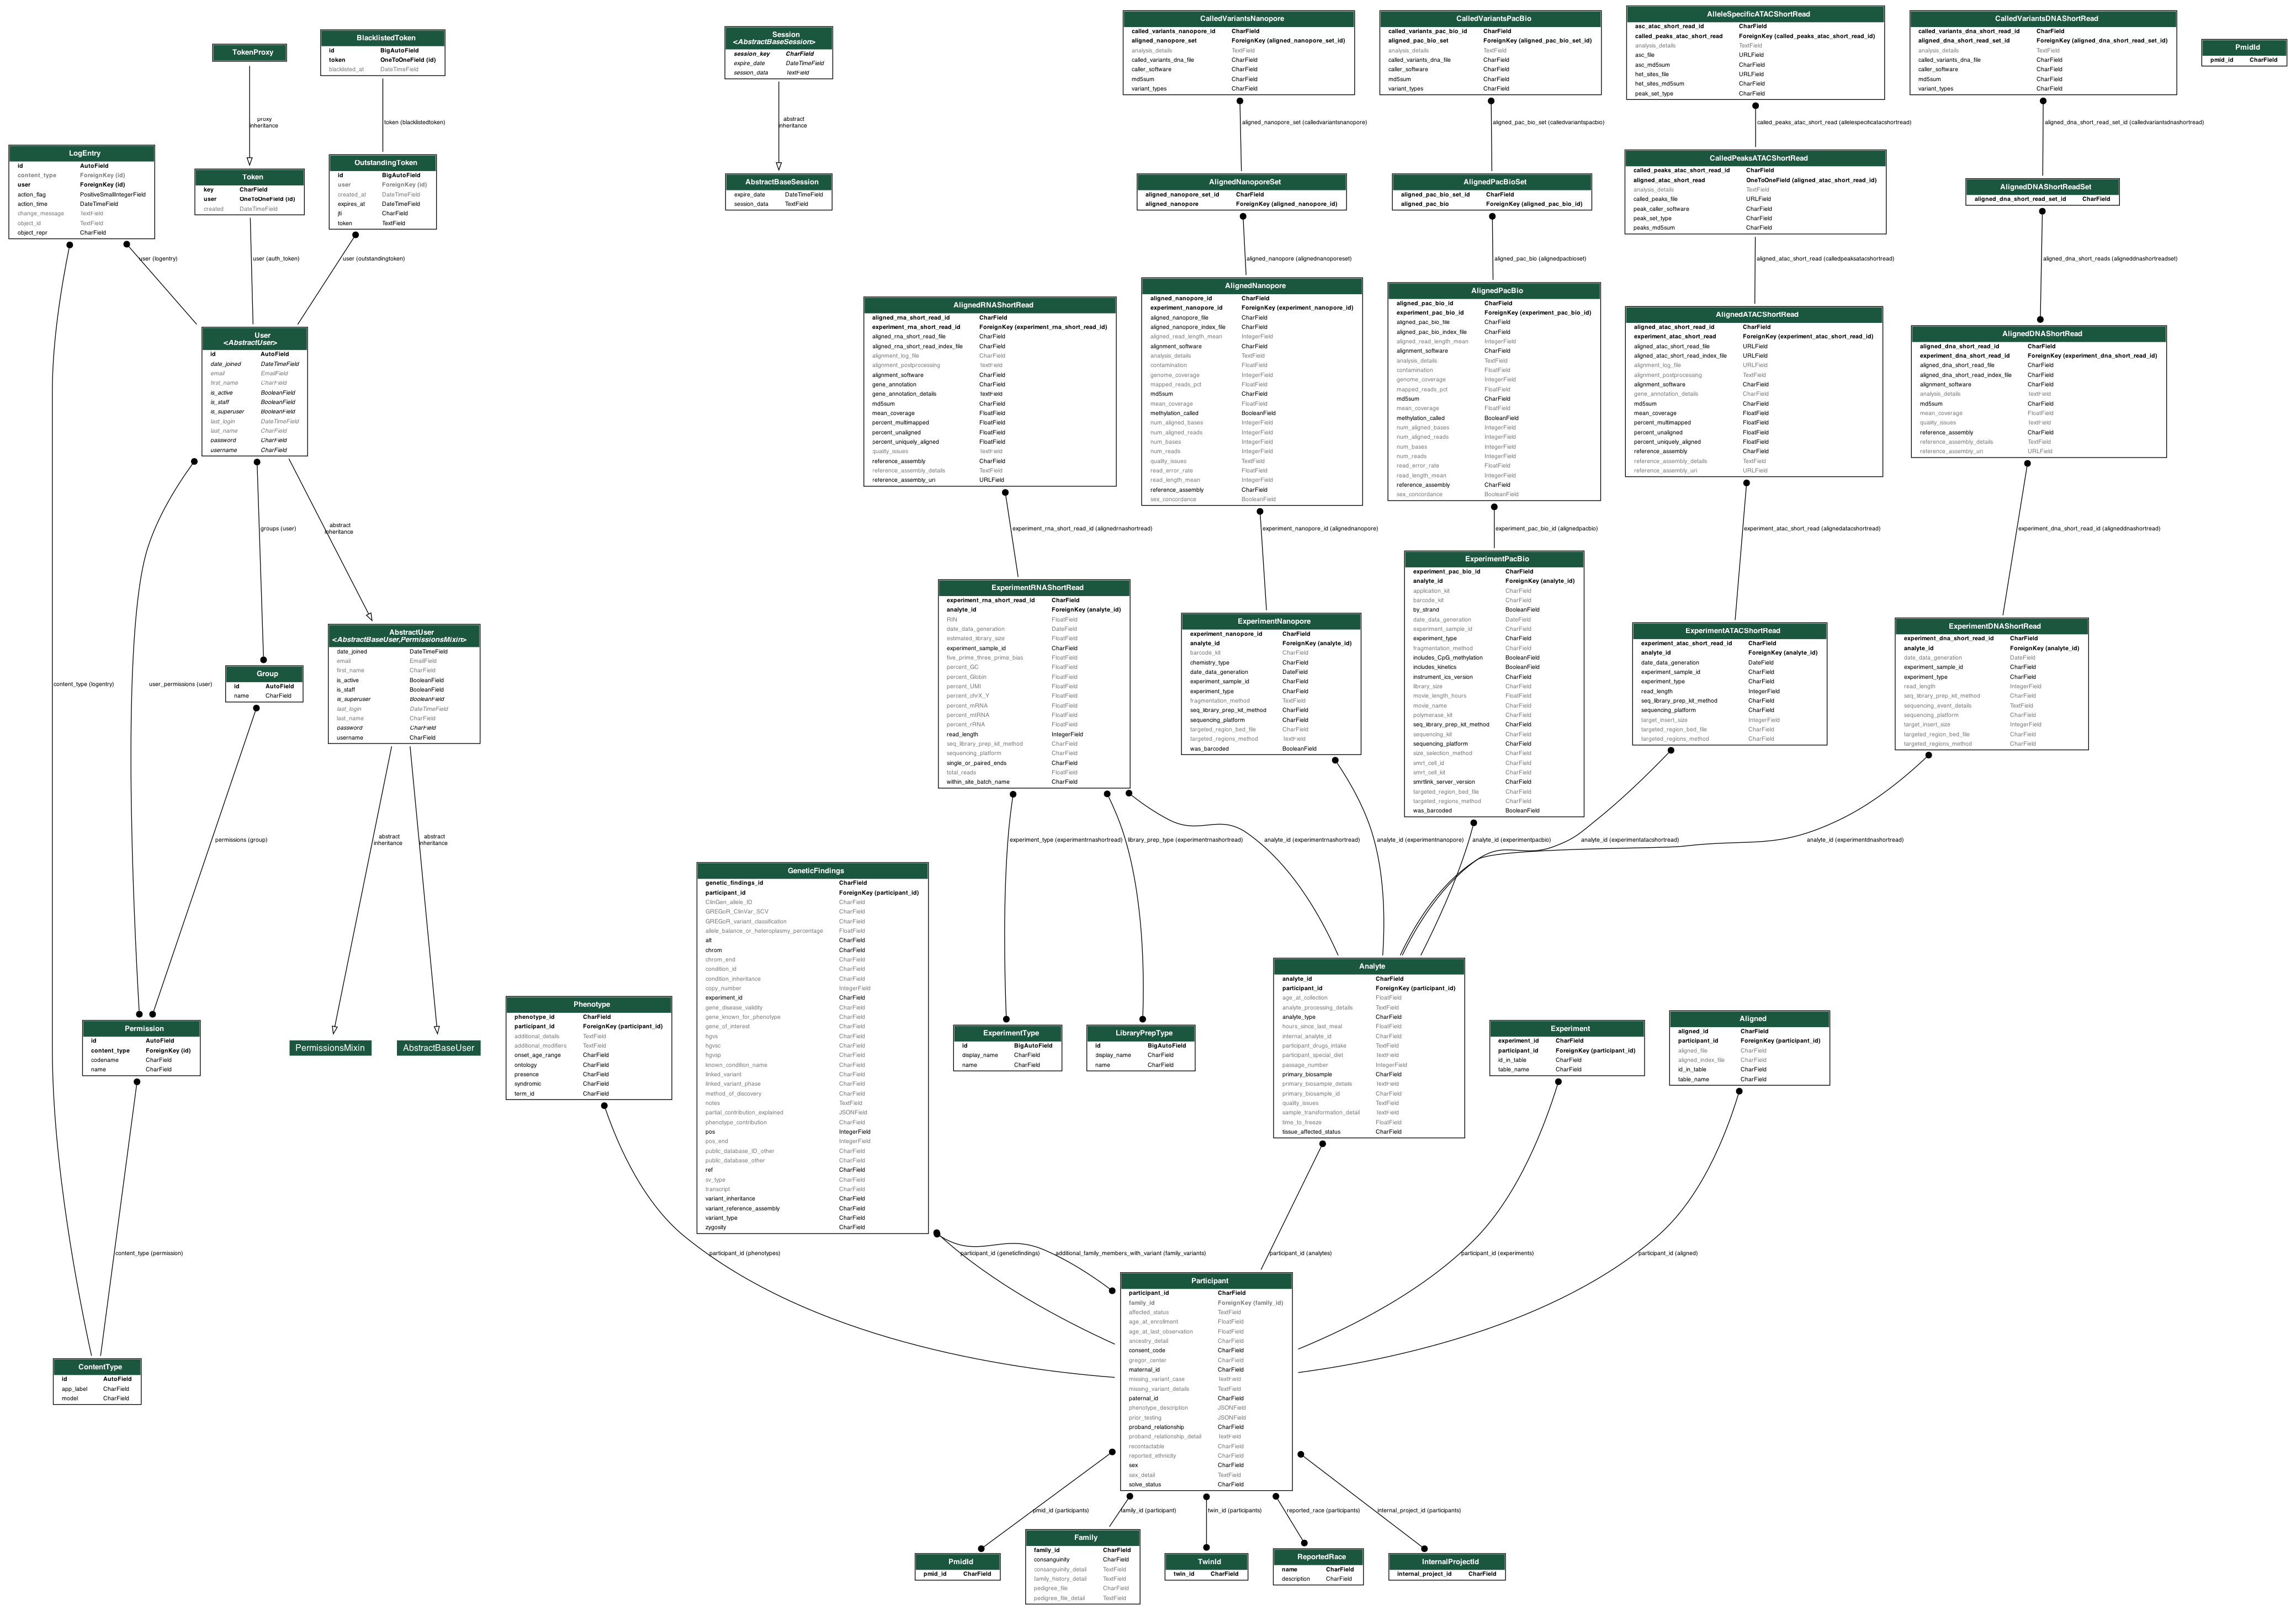 TokenProxy
BlacklistedToken
id BigAutoField
token OneToOneField (id)
blacklisted_at DateTimeField
Session
<AbstractBaseSession>
session_key CharField
expire_date DateTimeField
session_data TextField
CalledVariantsNanopore
called_variants_nanopore_id CharField
aligned_nanopore_set ForeignKey (aligned_nanopore_set_id)
analysis_details TextField
called_variants_dna_file CharField
caller_software CharField
md5sum CharField
variant_types CharField
CalledVariantsPacBio
called_variants_pac_bio_id CharField
aligned_pac_bio_set ForeignKey (aligned_pac_bio_set_id)
analysis_details TextField
called_variants_dna_file CharField
caller_software CharField
md5sum CharField
variant_types CharField
AlleleSpecificATACShortRead
asc_atac_short_read_id CharField
called_peaks_atac_short_read ForeignKey (called_peaks_atac_short_read_id)
analysis_details TextField
asc_file URLField
asc_md5sum CharField
het_sites_file URLField
het_sites_md5sum CharField
peak_set_type CharField
CalledVariantsDNAShortRead
called_variants_dna_short_read_id CharField
aligned_dna_short_read_set_id ForeignKey (aligned_dna_short_read_set_id)
analysis_details TextField
called_variants_dna_file CharField
caller_software CharField
md5sum CharField
variant_types CharField
PmidId
pmid_id CharField
proxy
inheritance
token (blacklistedtoken)
abstract
inheritance
aligned_nanopore_set (calledvariantsnanopore)
aligned_pac_bio_set (calledvariantspacbio)
called_peaks_atac_short_read (allelespecificatacshortread)
aligned_dna_short_read_set_id (calledvariantsdnashortread)
LogEntry
id AutoField
content_type ForeignKey (id)
user ForeignKey (id)
action_flag PositiveSmallIntegerField
action_time DateTimeField
change_message TextField
object_id TextField
object_repr CharField
Token
key CharField
user OneToOneField (id)
created DateTimeField
OutstandingToken
id BigAutoField
user ForeignKey (id)
created_at DateTimeField
expires_at DateTimeField
jti CharField
token TextField
AbstractBaseSession
expire_date DateTimeField
session_data TextField
AlignedNanoporeSet
aligned_nanopore_set_id CharField
aligned_nanopore ForeignKey (aligned_nanopore_id)
AlignedPacBioSet
aligned_pac_bio_set_id CharField
aligned_pac_bio ForeignKey (aligned_pac_bio_id)
CalledPeaksATACShortRead
called_peaks_atac_short_read_id CharField
aligned_atac_short_read OneToOneField (aligned_atac_short_read_id)
analysis_details TextField
called_peaks_file URLField
peak_caller_software CharField
peak_set_type CharField
peaks_md5sum CharField
AlignedDNAShortReadSet
aligned_dna_short_read_set_id CharField
user (logentry)
user (auth_token)
user (outstandingtoken)
aligned_nanopore (alignednanoporeset)
aligned_pac_bio (alignedpacbioset)
aligned_atac_short_read (calledpeaksatacshortread)
aligned_dna_short_reads (aligneddnashortreadset)
User
<AbstractUser>
id AutoField
date_joined DateTimeField
email EmailField
first_name CharField
is_active BooleanField
is_staff BooleanField
is_superuser BooleanField
last_login DateTimeField
last_name CharField
password CharField
username CharField
AlignedRNAShortRead
aligned_rna_short_read_id CharField
experiment_rna_short_read_id ForeignKey (experiment_rna_short_read_id)
aligned_rna_short_read_file CharField
aligned_rna_short_read_index_file CharField
alignment_log_file CharField
alignment_postprocessing TextField
alignment_software CharField
gene_annotation CharField
gene_annotation_details TextField
md5sum CharField
mean_coverage FloatField
percent_multimapped FloatField
percent_unaligned FloatField
percent_uniquely_aligned FloatField
quality_issues TextField
reference_assembly CharField
reference_assembly_details TextField
reference_assembly_uri URLField
AlignedNanopore
aligned_nanopore_id CharField
experiment_nanopore_id ForeignKey (experiment_nanopore_id)
aligned_nanopore_file CharField
aligned_nanopore_index_file CharField
aligned_read_length_mean IntegerField
alignment_software CharField
analysis_details TextField
contamination FloatField
genome_coverage IntegerField
mapped_reads_pct FloatField
md5sum CharField
mean_coverage FloatField
methylation_called BooleanField
num_aligned_bases IntegerField
num_aligned_reads IntegerField
num_bases IntegerField
num_reads IntegerField
quality_issues TextField
read_error_rate FloatField
read_length_mean IntegerField
reference_assembly CharField
sex_concordance BooleanField
AlignedPacBio
aligned_pac_bio_id CharField
experiment_pac_bio_id ForeignKey (experiment_pac_bio_id)
aligned_pac_bio_file CharField
aligned_pac_bio_index_file CharField
aligned_read_length_mean IntegerField
alignment_software CharField
analysis_details TextField
contamination FloatField
genome_coverage IntegerField
mapped_reads_pct FloatField
md5sum CharField
mean_coverage FloatField
methylation_called BooleanField
num_aligned_bases IntegerField
num_aligned_reads IntegerField
num_bases IntegerField
num_reads IntegerField
read_error_rate FloatField
read_length_mean IntegerField
reference_assembly CharField
sex_concordance BooleanField
AlignedATACShortRead
aligned_atac_short_read_id CharField
experiment_atac_short_read ForeignKey (experiment_atac_short_read_id)
aligned_atac_short_read_file URLField
aligned_atac_short_read_index_file URLField
alignment_log_file URLField
alignment_postprocessing TextField
alignment_software CharField
gene_annotation_details CharField
md5sum CharField
mean_coverage FloatField
percent_multimapped FloatField
percent_unaligned FloatField
percent_uniquely_aligned FloatField
reference_assembly CharField
reference_assembly_details TextField
reference_assembly_uri URLField
AlignedDNAShortRead
aligned_dna_short_read_id CharField
experiment_dna_short_read_id ForeignKey (experiment_dna_short_read_id)
aligned_dna_short_read_file CharField
aligned_dna_short_read_index_file CharField
alignment_software CharField
analysis_details TextField
md5sum CharField
mean_coverage FloatField
quality_issues TextField
reference_assembly CharField
reference_assembly_details TextField
reference_assembly_uri URLField
groups (user)
abstract
inheritance
experiment_rna_short_read_id (alignedrnashortread)
experiment_nanopore_id (alignednanopore)
experiment_pac_bio_id (alignedpacbio)
experiment_atac_short_read (alignedatacshortread)
experiment_dna_short_read_id (aligneddnashortread)
content_type (logentry)
user_permissions (user)
Group
id AutoField
name CharField
AbstractUser
<AbstractBaseUser,PermissionsMixin>
date_joined DateTimeField
email EmailField
first_name CharField
is_active BooleanField
is_staff BooleanField
is_superuser BooleanField
last_login DateTimeField
last_name CharField
password CharField
username CharField
ExperimentRNAShortRead
experiment_rna_short_read_id CharField
analyte_id ForeignKey (analyte_id)
RIN FloatField
date_data_generation DateField
estimated_library_size FloatField
experiment_sample_id CharField
five_prime_three_prime_bias FloatField
percent_GC FloatField
percent_Globin FloatField
percent_UMI FloatField
percent_chrX_Y FloatField
percent_mRNA FloatField
percent_mtRNA FloatField
percent_rRNA FloatField
read_length IntegerField
seq_library_prep_kit_method CharField
sequencing_platform CharField
single_or_paired_ends CharField
total_reads FloatField
within_site_batch_name CharField
ExperimentNanopore
experiment_nanopore_id CharField
analyte_id ForeignKey (analyte_id)
barcode_kit CharField
chemistry_type CharField
date_data_generation DateField
experiment_sample_id CharField
experiment_type CharField
fragmentation_method TextField
seq_library_prep_kit_method CharField
sequencing_platform CharField
targeted_region_bed_file CharField
targeted_regions_method TextField
was_barcoded BooleanField
ExperimentPacBio
experiment_pac_bio_id CharField
analyte_id ForeignKey (analyte_id)
application_kit CharField
barcode_kit CharField
by_strand BooleanField
date_data_generation DateField
experiment_sample_id CharField
experiment_type CharField
fragmentation_method CharField
includes_CpG_methylation BooleanField
includes_kinetics BooleanField
instrument_ics_version CharField
library_size CharField
movie_length_hours FloatField
movie_name CharField
polymerase_kit CharField
seq_library_prep_kit_method CharField
sequencing_kit CharField
sequencing_platform CharField
size_selection_method CharField
smrt_cell_id CharField
smrt_cell_kit CharField
smrtlink_server_version CharField
targeted_region_bed_file CharField
targeted_regions_method CharField
was_barcoded BooleanField
ExperimentATACShortRead
experiment_atac_short_read_id CharField
analyte_id ForeignKey (analyte_id)
date_data_generation DateField
experiment_sample_id CharField
experiment_type CharField
read_length IntegerField
seq_library_prep_kit_method CharField
sequencing_platform CharField
target_insert_size IntegerField
targeted_region_bed_file CharField
targeted_regions_method CharField
ExperimentDNAShortRead
experiment_dna_short_read_id CharField
analyte_id ForeignKey (analyte_id)
date_data_generation DateField
experiment_sample_id CharField
experiment_type CharField
read_length IntegerField
seq_library_prep_kit_method CharField
sequencing_event_details TextField
sequencing_platform CharField
target_insert_size IntegerField
targeted_region_bed_file CharField
targeted_regions_method CharField
permissions (group)
abstract
inheritance
abstract
inheritance
experiment_type (experimentrnashortread)
library_prep_type (experimentrnashortread)
analyte_id (experimentrnashortread)
analyte_id (experimentnanopore)
analyte_id (experimentpacbio)
analyte_id (experimentatacshortread)
analyte_id (experimentdnashortread)
Permission
id AutoField
content_type ForeignKey (id)
codename CharField
name CharField
PermissionsMixin
AbstractBaseUser
Phenotype
phenotype_id CharField
participant_id ForeignKey (participant_id)
additional_details TextField
additional_modifiers TextField
onset_age_range CharField
ontology CharField
presence CharField
syndromic CharField
term_id CharField
GeneticFindings
genetic_findings_id CharField
participant_id ForeignKey (participant_id)
ClinGen_allele_ID CharField
GREGoR_ClinVar_SCV CharField
GREGoR_variant_classification CharField
allele_balance_or_heteroplasmy_percentage FloatField
alt CharField
chrom CharField
chrom_end CharField
condition_id CharField
condition_inheritance CharField
copy_number IntegerField
experiment_id CharField
gene_disease_validity CharField
gene_known_for_phenotype CharField
gene_of_interest CharField
hgvs CharField
hgvsc CharField
hgvsp CharField
known_condition_name CharField
linked_variant CharField
linked_variant_phase CharField
method_of_discovery CharField
notes TextField
partial_contribution_explained JSONField
phenotype_contribution CharField
pos IntegerField
pos_end IntegerField
public_database_ID_other CharField
public_database_other CharField
ref CharField
sv_type CharField
transcript CharField
variant_inheritance CharField
variant_reference_assembly CharField
variant_type CharField
zygosity CharField
ExperimentType
id BigAutoField
display_name CharField
name CharField
LibraryPrepType
id BigAutoField
display_name CharField
name CharField
Analyte
analyte_id CharField
participant_id ForeignKey (participant_id)
age_at_collection FloatField
analyte_processing_details TextField
analyte_type CharField
hours_since_last_meal FloatField
internal_analyte_id CharField
participant_drugs_intake TextField
participant_special_diet TextField
passage_number IntegerField
primary_biosample CharField
primary_biosample_details TextField
primary_biosample_id CharField
quality_issues TextField
sample_transformation_detail TextField
time_to_freeze FloatField
tissue_affected_status CharField
Experiment
experiment_id CharField
participant_id ForeignKey (participant_id)
id_in_table CharField
table_name CharField
Aligned
aligned_id CharField
participant_id ForeignKey (participant_id)
aligned_file CharField
aligned_index_file CharField
id_in_table CharField
table_name CharField
content_type (permission)
participant_id (phenotypes)
participant_id (geneticfindings)
additional_family_members_with_variant (family_variants)
participant_id (analytes)
participant_id (experiments)
participant_id (aligned)
ContentType
id AutoField
app_label CharField
model CharField
Participant
participant_id CharField
family_id ForeignKey (family_id)
affected_status TextField
age_at_enrollment FloatField
age_at_last_observation FloatField
ancestry_detail CharField
consent_code CharField
gregor_center CharField
maternal_id CharField
missing_variant_case TextField
missing_variant_details TextField
paternal_id CharField
phenotype_description JSONField
prior_testing JSONField
proband_relationship CharField
proband_relationship_detail TextField
recontactable CharField
reported_ethnicity CharField
sex CharField
sex_detail TextField
solve_status CharField
pmid_id (participants)
family_id (participant)
twin_id (participants)
reported_race (participants)
internal_project_id (participants)
PmidId
pmid_id CharField
Family
family_id CharField
consanguinity CharField
consanguinity_detail TextField
family_history_detail TextField
pedigree_file CharField
pedigree_file_detail TextField
TwinId
twin_id CharField
ReportedRace
name CharField
description CharField
InternalProjectId
internal_project_id CharField